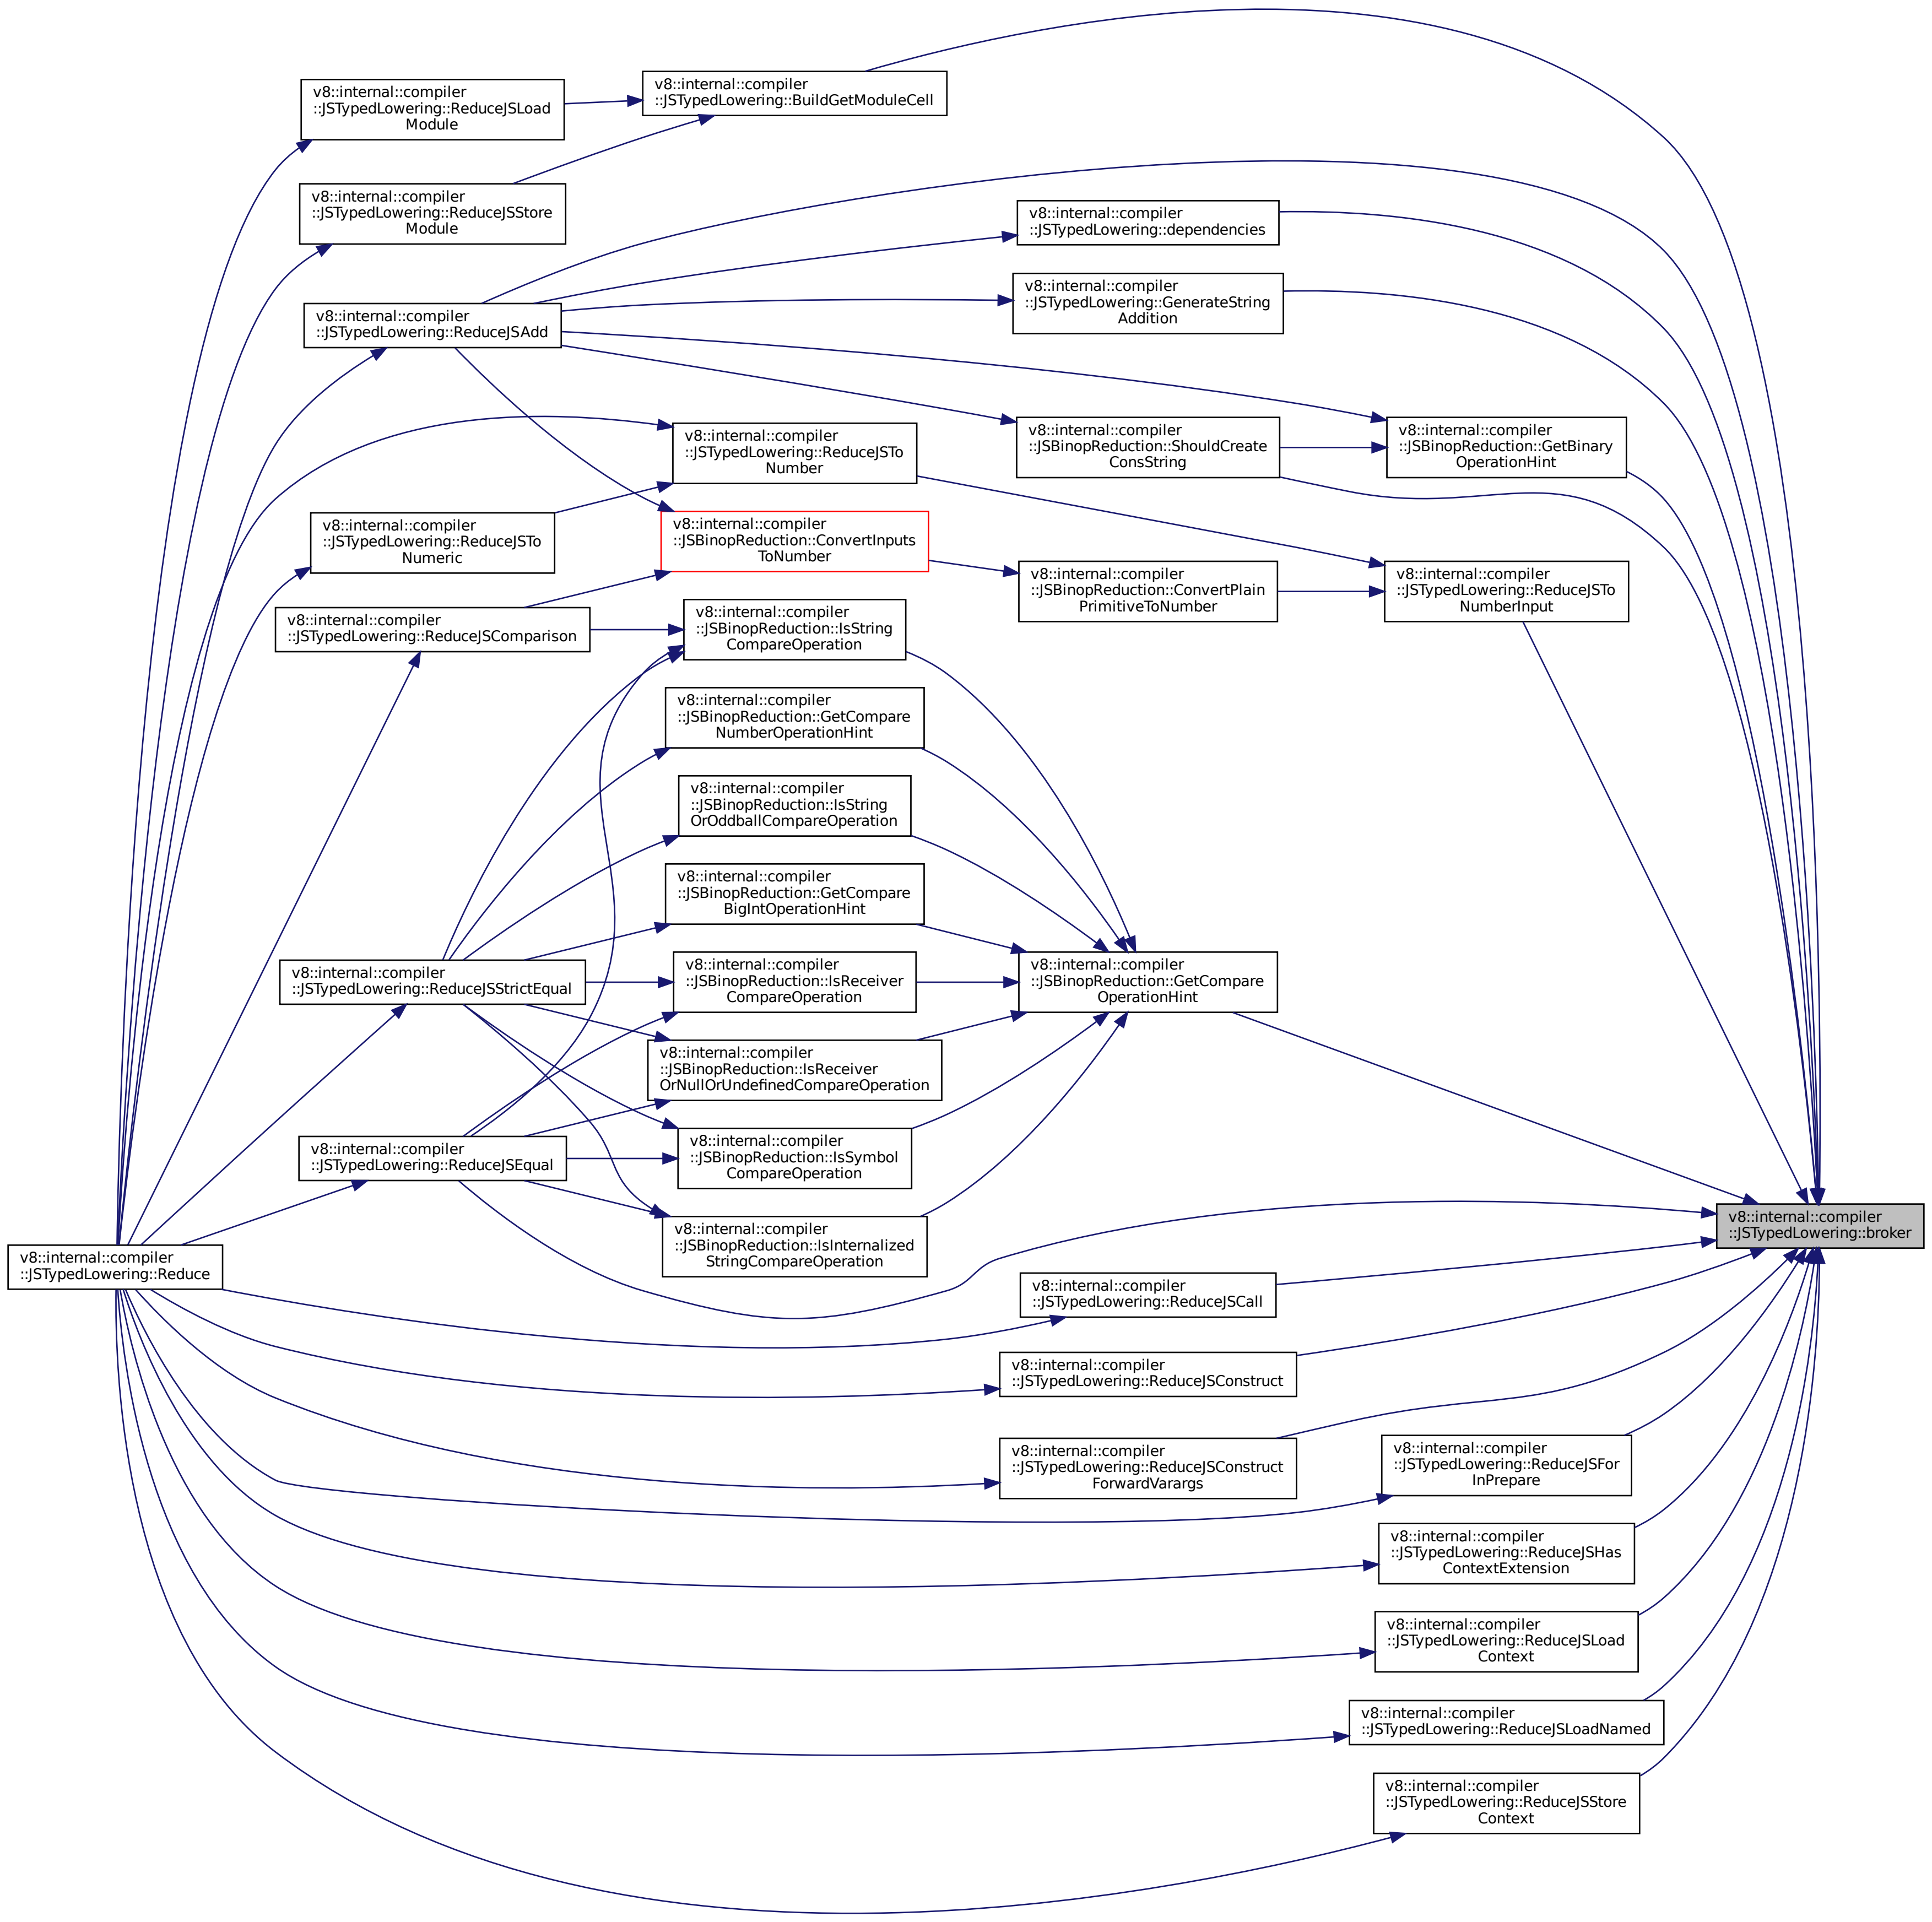 v8::internal::compiler
::JSTypedLowering::BuildGetModuleCell
v8::internal::compiler
::JSTypedLowering::ReduceJSLoad
Module
v8::internal::compiler
::JSTypedLowering::ReduceJSStore
Module
v8::internal::compiler
::JSTypedLowering::dependencies
v8::internal::compiler
::JSTypedLowering::GenerateString
Addition
v8::internal::compiler
::JSTypedLowering::ReduceJSAdd
v8::internal::compiler
::JSBinopReduction::ShouldCreate
ConsString
v8::internal::compiler
::JSBinopReduction::GetBinary
OperationHint
v8::internal::compiler
::JSTypedLowering::ReduceJSTo
Number
v8::internal::compiler
::JSTypedLowering::ReduceJSTo
Numeric
v8::internal::compiler
::JSBinopReduction::ConvertInputs
ToNumber
v8::internal::compiler
::JSBinopReduction::ConvertPlain
PrimitiveToNumber
v8::internal::compiler
::JSTypedLowering::ReduceJSTo
NumberInput
v8::internal::compiler
::JSTypedLowering::ReduceJSComparison
v8::internal::compiler
::JSBinopReduction::IsString
CompareOperation
v8::internal::compiler
::JSBinopReduction::GetCompare
NumberOperationHint
v8::internal::compiler
::JSBinopReduction::IsString
OrOddballCompareOperation
v8::internal::compiler
::JSBinopReduction::GetCompare
BigIntOperationHint
v8::internal::compiler
::JSTypedLowering::ReduceJSStrictEqual
v8::internal::compiler
::JSBinopReduction::IsReceiver
CompareOperation
v8::internal::compiler
::JSBinopReduction::GetCompare
OperationHint
v8::internal::compiler
::JSBinopReduction::IsReceiver
OrNullOrUndefinedCompareOperation
v8::internal::compiler
::JSTypedLowering::ReduceJSEqual
v8::internal::compiler
::JSBinopReduction::IsSymbol
CompareOperation
v8::internal::compiler
::JSBinopReduction::IsInternalized
StringCompareOperation
v8::internal::compiler
::JSTypedLowering::broker
v8::internal::compiler
::JSTypedLowering::Reduce
v8::internal::compiler
::JSTypedLowering::ReduceJSCall
v8::internal::compiler
::JSTypedLowering::ReduceJSConstruct
v8::internal::compiler
::JSTypedLowering::ReduceJSConstruct
ForwardVarargs
v8::internal::compiler
::JSTypedLowering::ReduceJSFor
InPrepare
v8::internal::compiler
::JSTypedLowering::ReduceJSHas
ContextExtension
v8::internal::compiler
::JSTypedLowering::ReduceJSLoad
Context
v8::internal::compiler
::JSTypedLowering::ReduceJSLoadNamed
v8::internal::compiler
::JSTypedLowering::ReduceJSStore
Context